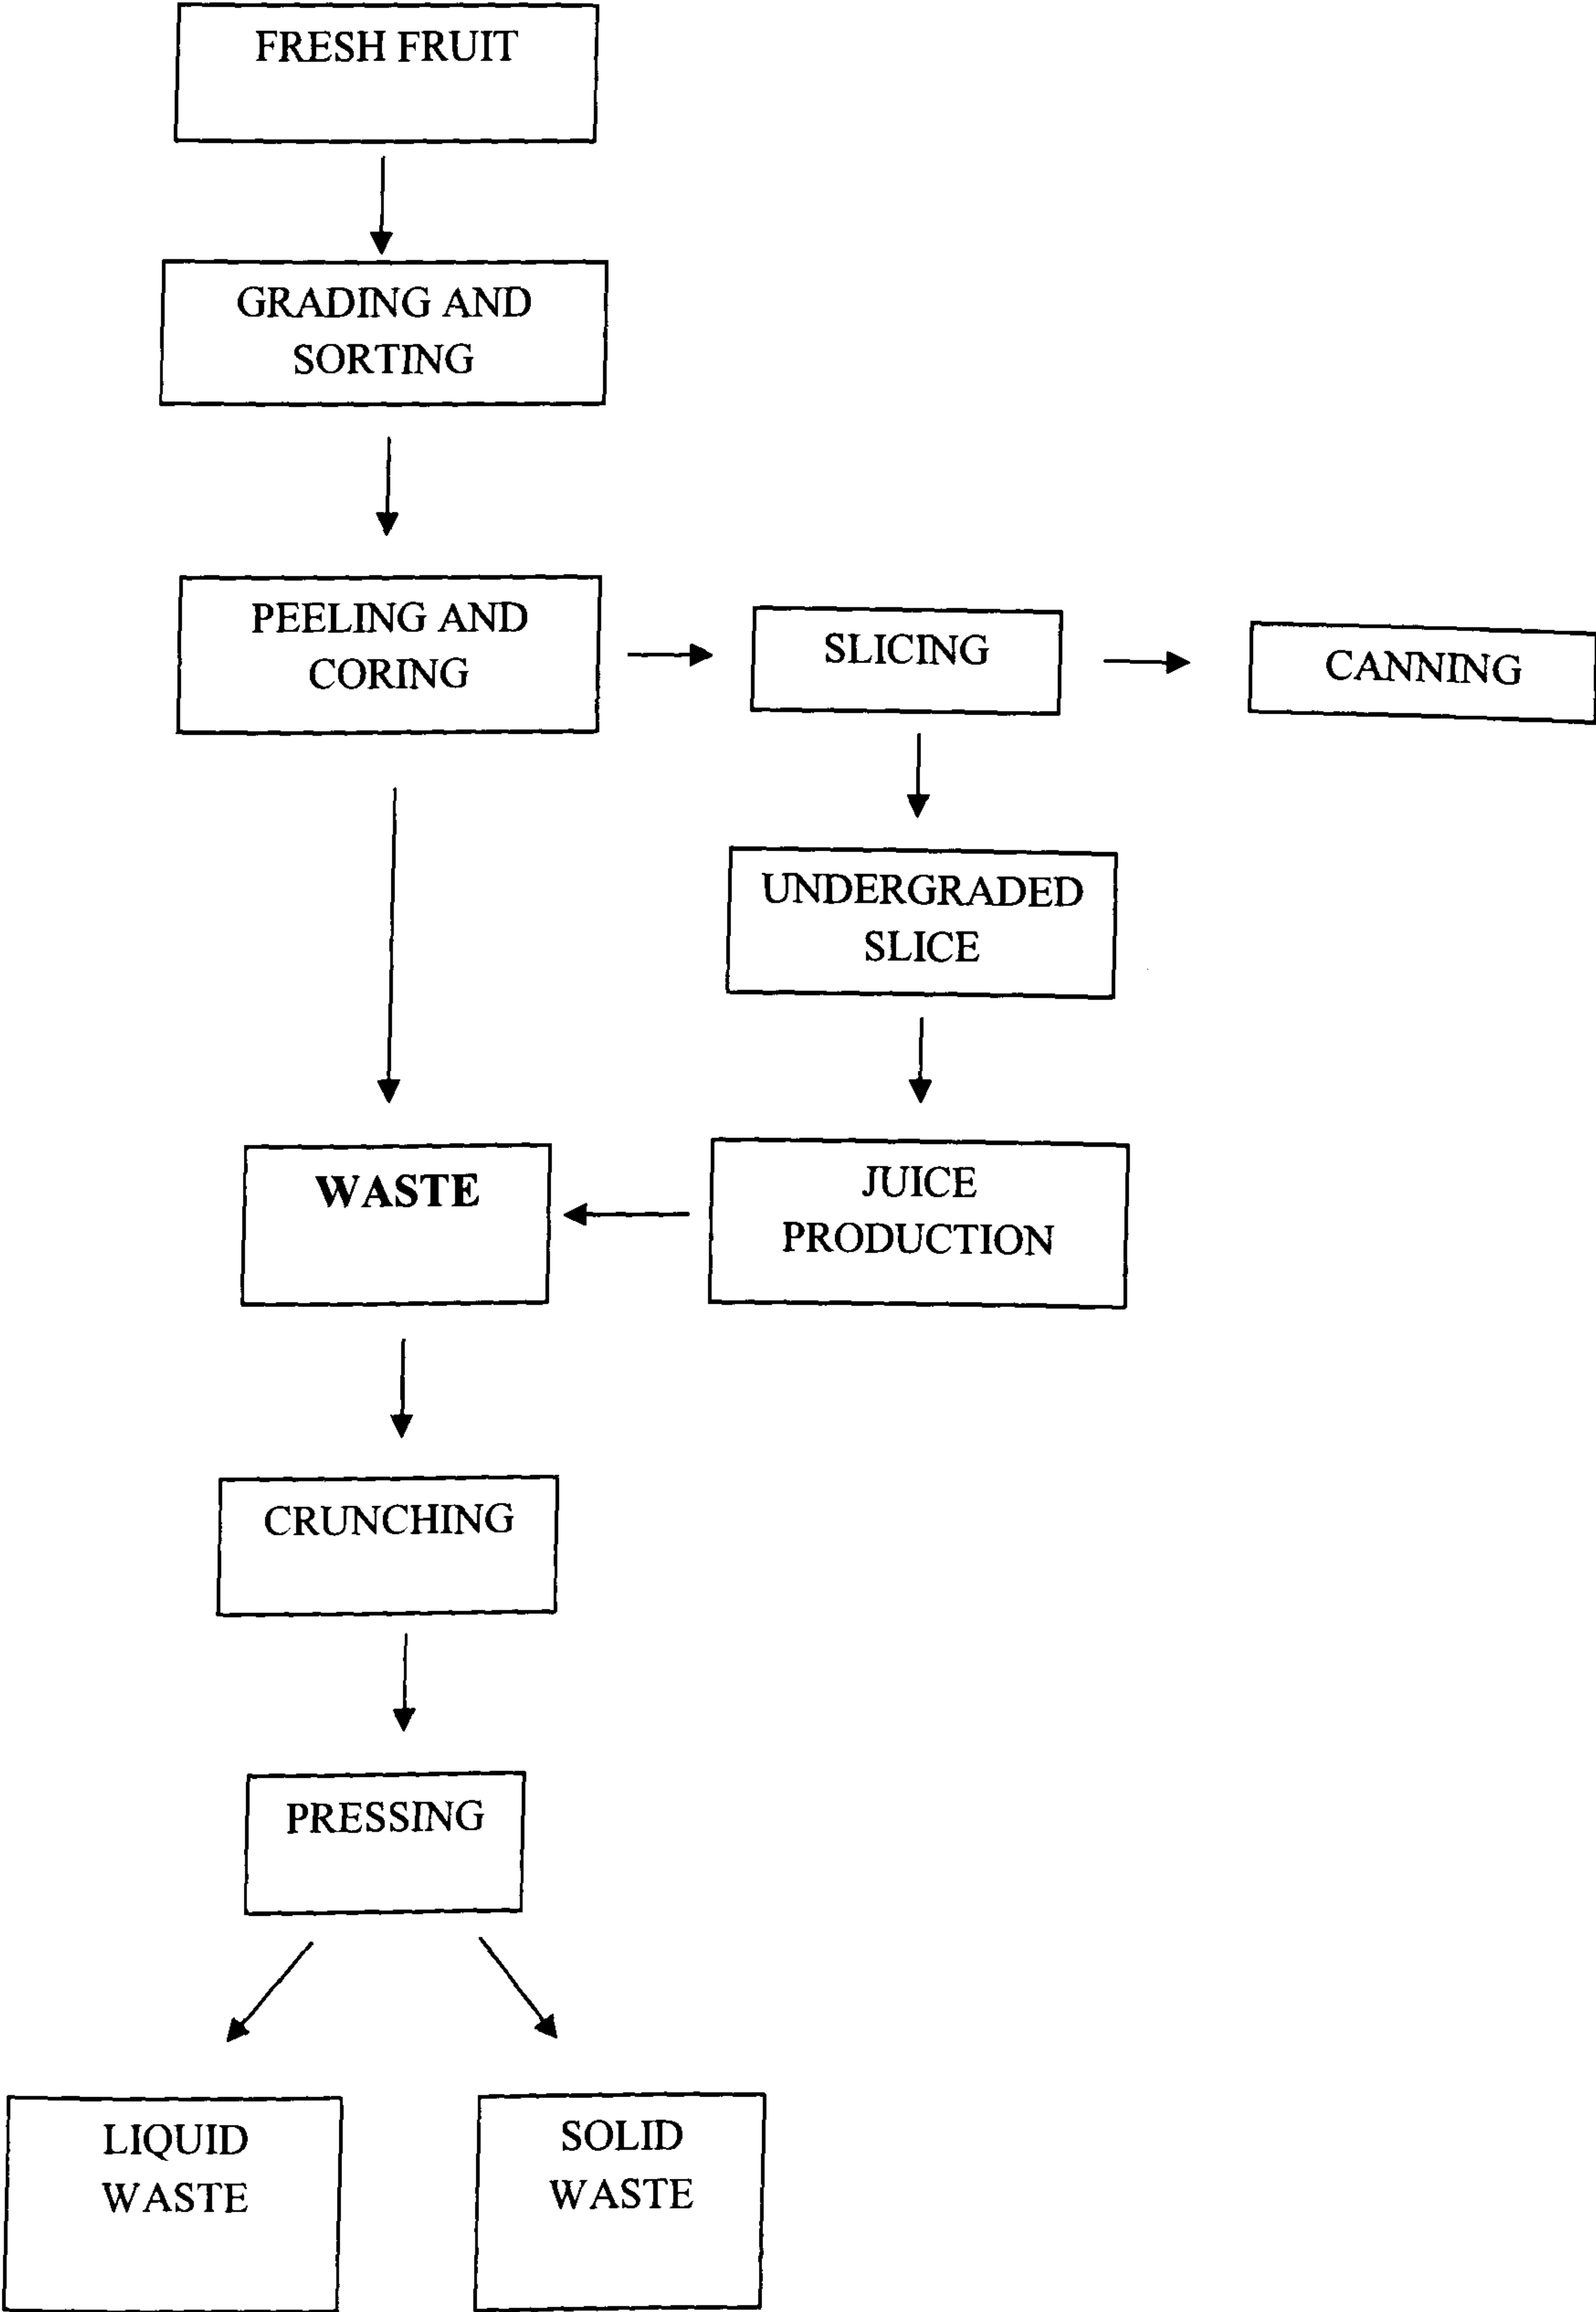 FRESH FRUIT
GRADING AND
SORTING
PEELING AND
CORING
SLICING
CANNING
UNDERGRADED
SLICE
WASTE
JUICE
PRODUCTION
CRUNCHING
PRESSING
LIQUID
WASTE
SOLID
WASTE